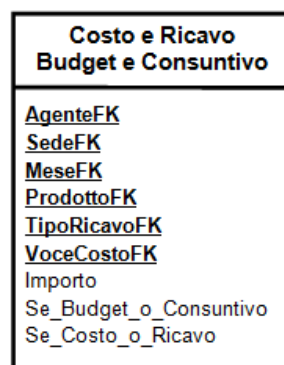 Costo e Ricavo
Budget e Consuntivo
AgenteFK
SedeFK
MeseFK
ProdottoFK
TipoRicavoFK
VoceCostoFK
Importo
Se_Budget_o_Consuntivo
Se_Costo_o_Ricavo